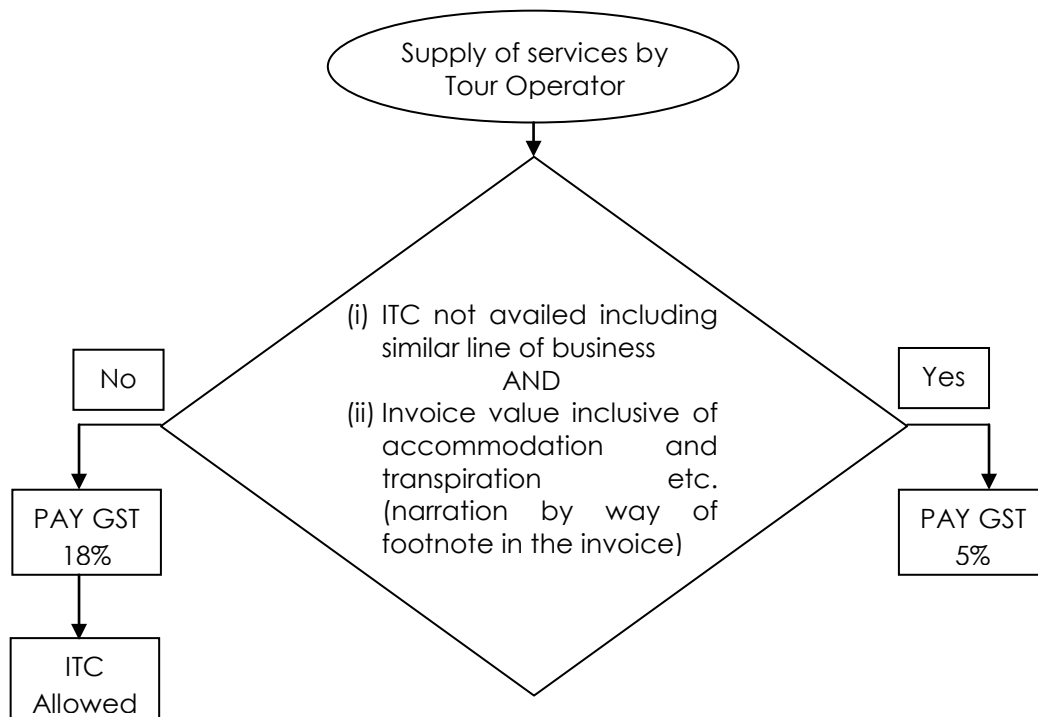 Supply of services by
Tour Operator
(i) ITC not availed including
similar line of business
AND
(ii) Invoice value inclusive of
accommodation and
transpiration etc.
(narration by way of
footnote in the invoice)
No
Yes
PAY GST
18%
PAY GST
5%
ITC
Allowed